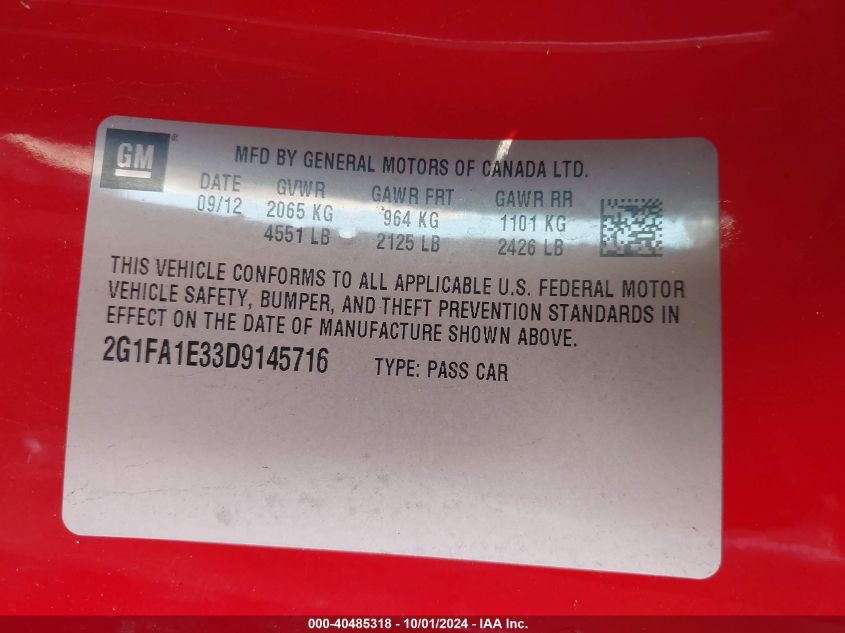 GM
MFD BY GENERAL MOTORS OF CANADA LTD.
DATE GVWR GAWR FRT GAWR RR
09/12 2065 KG 964 KG 1101 KG
4551 LB 2125 LB 2426 LB
THIS VEHICLE CONFORMS TO ALL APPLICABLE U.S. FEDERAL MOTOR
VEHICLE SAFETY, BUMPER, AND THEFT PREVENTION STANDARDS IN
EFFECT ON THE DATE OF MANUFACTURE SHOWN ABOVE.
2G1FA1E33D9145716 TYPE: PASS CAR
000-40485318 - 10/01/2024 - IAA Inc.